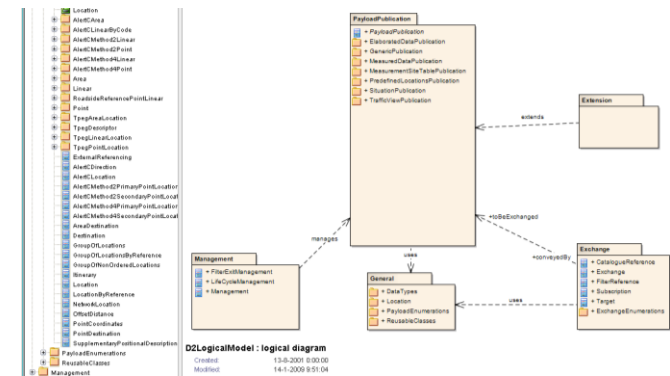 Location
AlertCArea
AlertCLinearByCode
AlertCMethod2Linear
AlertCMethod2Point
AlertCMethod4Linear
AlertCMethod4Point
Area
Linear
RoadsideReferencePointLinear
Point
TpegAreaLocation
TpegDescriptor
TpegLinearLocation
TpegPointLocation
ExternalReferencing
AlertCDirection
AlertCLocation
AlertCMethod2PrimaryPointLocation
AlertCMethod2SecondaryPointLocat
AlertCMethod4PrimaryPointLocation
AlertCMethod4SecondaryPointLocat
AreaDestination
Destination
GroupOfLocations
GroupOfLocationsByReference
GroupOfNonOrderedLocations
Itinerary
Location
LocationByReference
NetworkLocation
OffsetDistance
PointCoordinates
PointDestination
SupplementaryPositionalDescription
PayloadEnumerations
ReusableClasses
Management
PayloadPublication
+ PayloadPublication
+ ElaboratedDataPublication
+ GenericPublication
+ MeasuredDataPublication
+ MeasurementSiteTablePublication
+ PredefinedLocationsPublication
+ SituationPublication
+ TrafficViewPublication
Extension
extends
+toBeExchanged
manages
uses
+conveyedBy
Management
+ FilterExitManagement
+ LifeCycleManagement
+ Management
General
+ DataTypes
+ Location
+ PayloadEnumerations
+ ReusableClasses
uses
Exchange
+ CatalogueReference
+ Exchange
+ FilterReference
+ Subscription
+ Target
+ ExchangeEnumerations
D2LogicalModel : logical diagram
Created: 13-6-2001 0:00:00
Modified: 14-1-2009 9:51:04